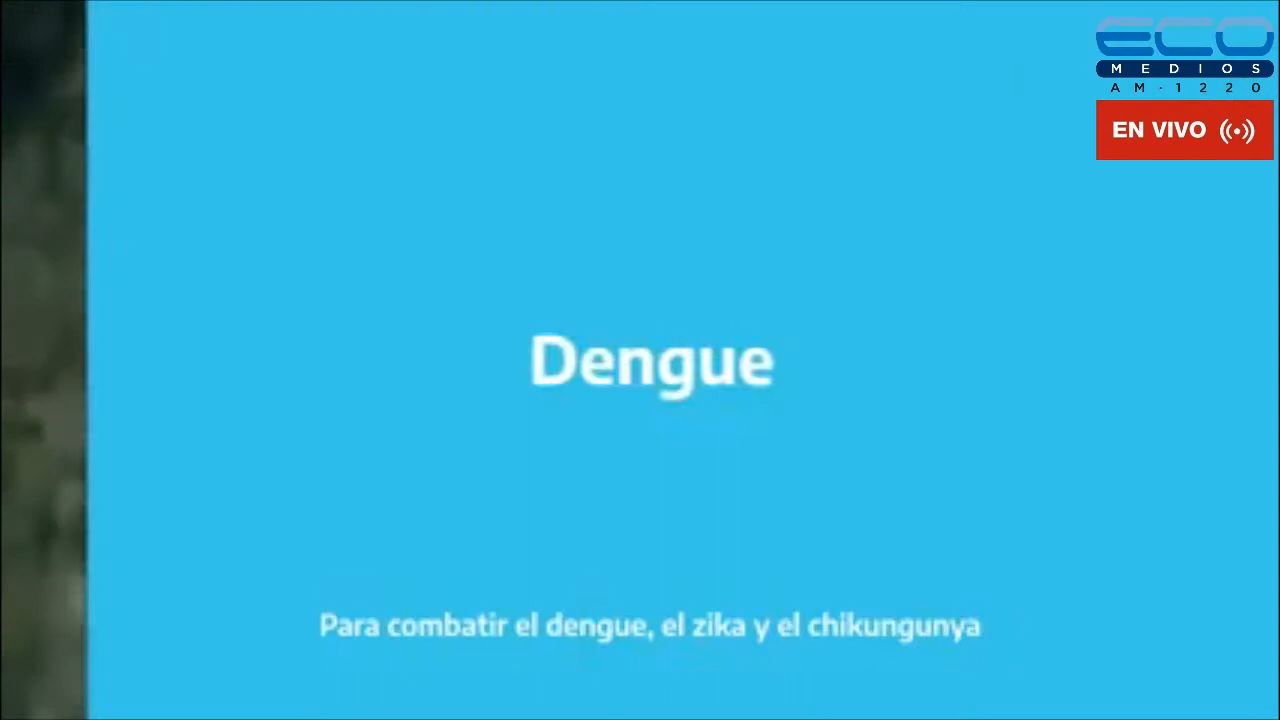 ECO
MEDIOS
AM·1220
EN VIVO
Dengue
Para combatir el dengue, el zika y el chikungunya